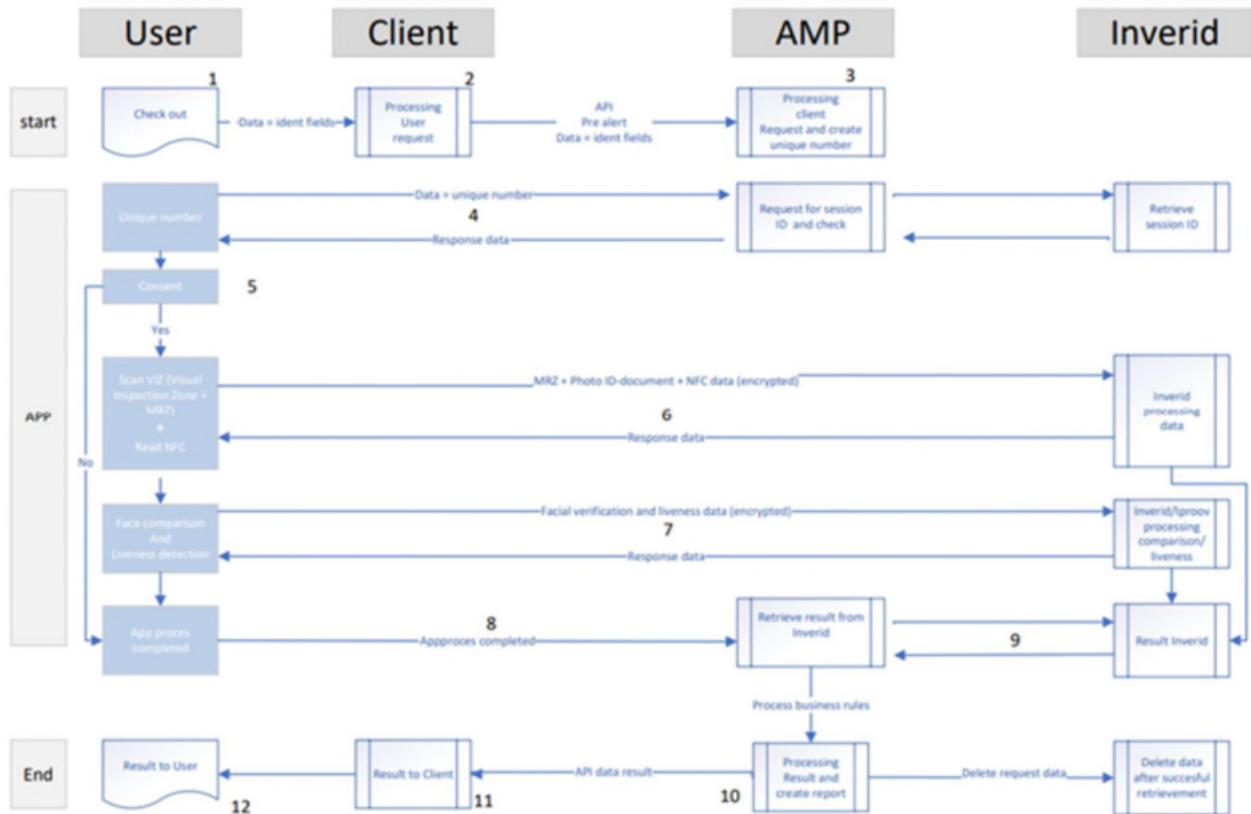 User
Client
AMP
Inverid
start
1
Check out
Data = ident fields
2
Processing
User
request
API
Pre alert
Data = ident fields
3
Processing
client
Request and create
unique number
APP
Unique number
Data = unique number
4
Response data
Request for session
ID and check
Retrieve
session ID
Consent
5
Yes
No
Scan VIZ (Visual
Inspection Zone +
MRZ)
+
Read NFC
MRZ + Photo ID-document + NFC data (encrypted)
6
Response data
Inverid
processing
data
Face comparison
And
Liveness detection
Facial verification and liveness data (encrypted)
7
Response data
Inverid/Iproov
processing
comparison/
liveness
App proces
completed
8
Appproces completed
Retrieve result from
Inverid
9
Result Inverid
Process business rules
End
Result to User
12
Result to Client
11
API data result
10
Processing
Result and
create report
Delete request data
Delete data
after succesful
retrievement